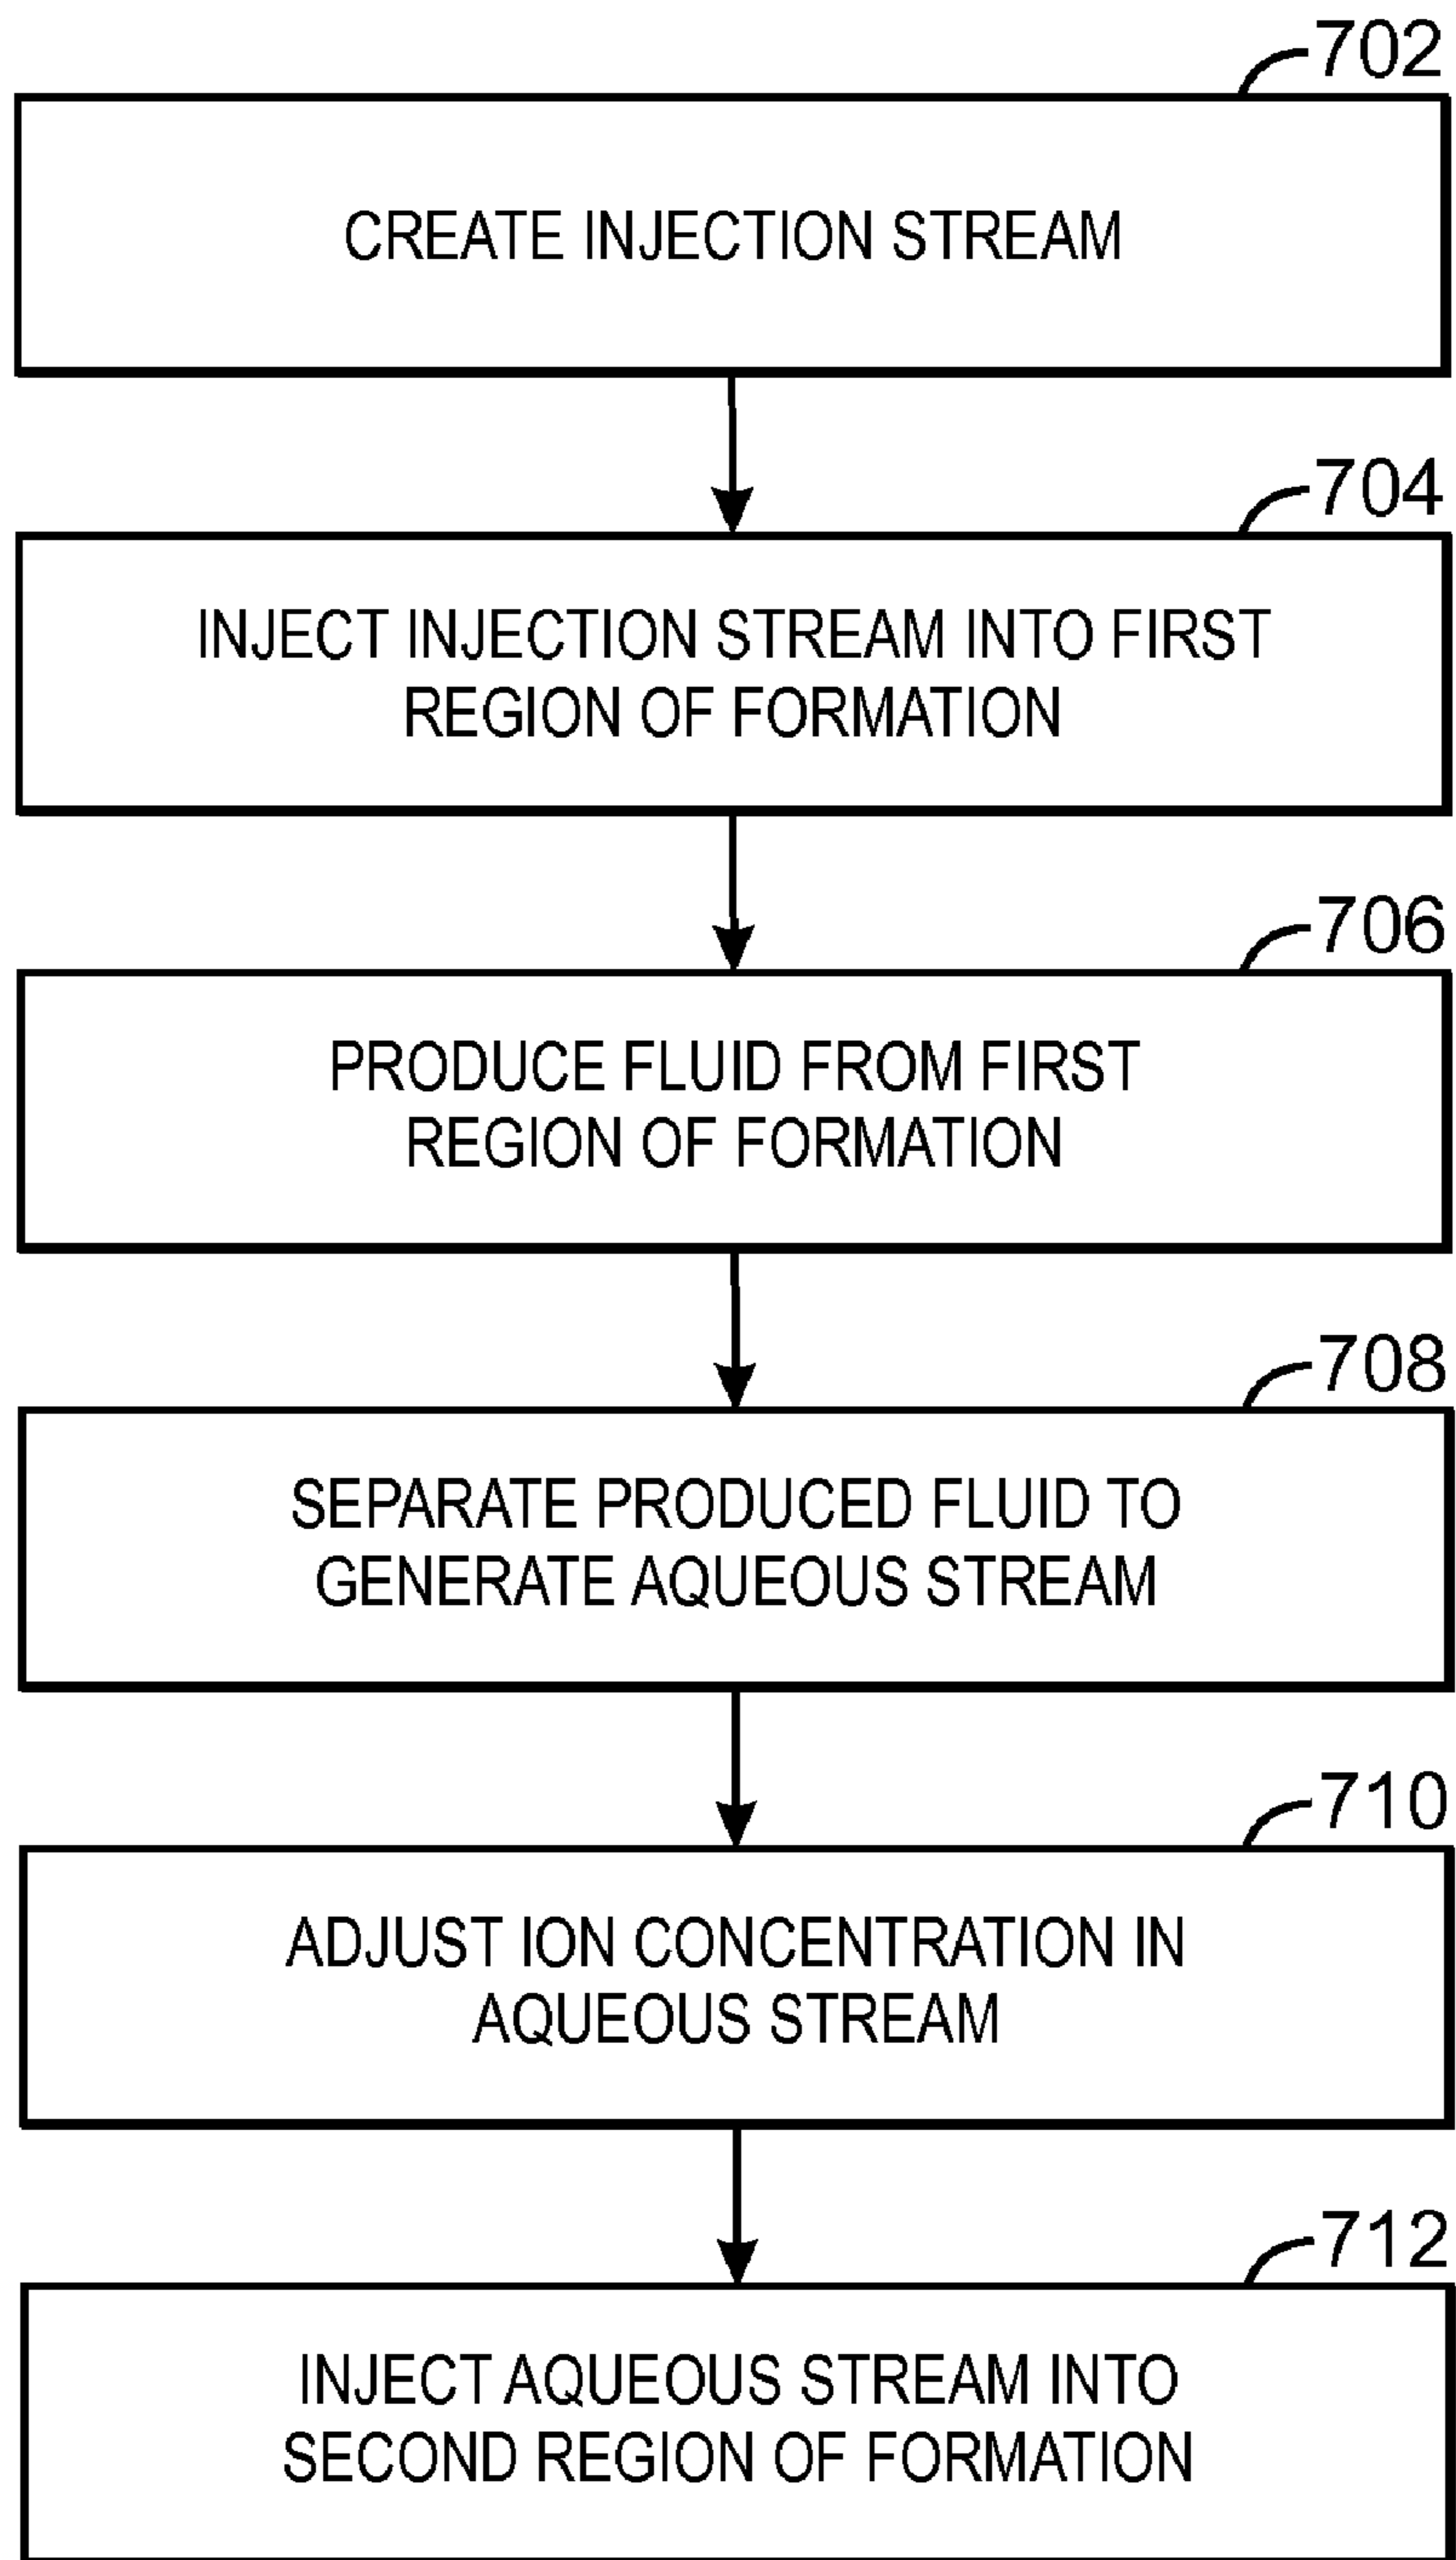 702
CREATE INJECTION STREAM
704
INJECT INJECTION STREAM INTO FIRST
REGION OF FORMATION
706
PRODUCE FLUID FROM FIRST
REGION OF FORMATION
708
SEPARATE PRODUCED FLUID TO
GENERATE AQUEOUS STREAM
710
ADJUST ION CONCENTRATION IN
AQUEOUS STREAM
712
INJECT AQUEOUS STREAM INTO
SECOND REGION OF FORMATION